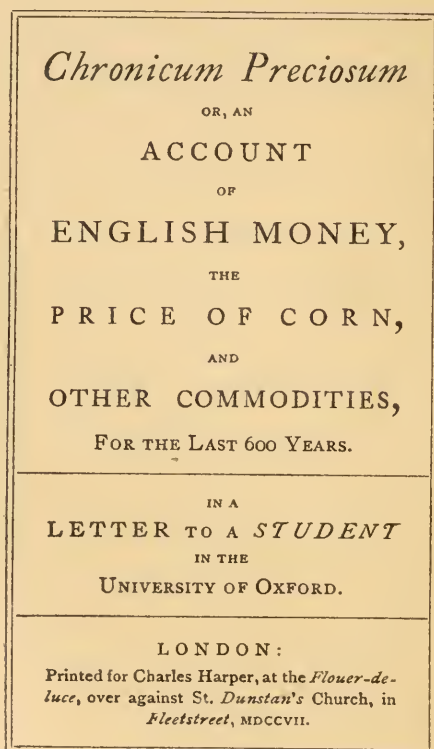 Chronicum Preciosum
OR, AN
ACCOUNT
OF
ENGLISH MONEY,
THE
PRICE OF CORN,
AND
OTHER COMMODITIES,
FOR THE LAST 600 YEARS.
IN A
LETTER TO A STUDENT
IN THE
UNIVERSITY OF OXFORD.
LONDON:
Printed for Charles Harper, at the Flouer-de-
luce, over against St. Dunstan's Church, in
Fleetstreet, MDCCVII.